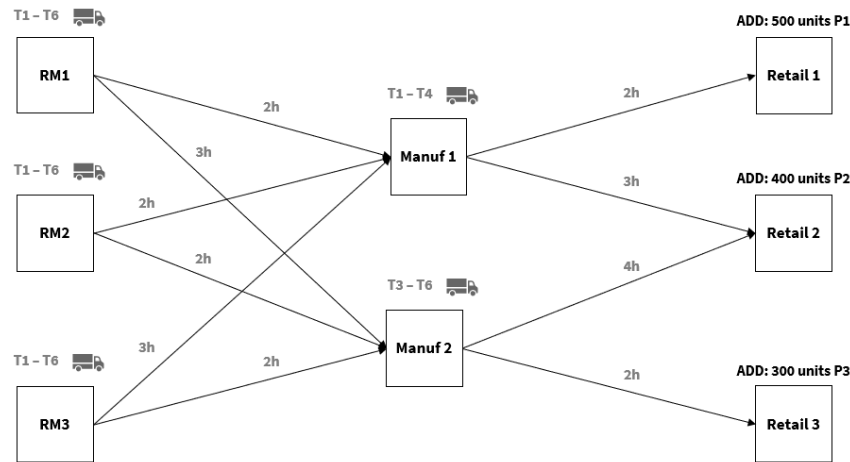 T1 – T6
RM1
T1 – T6
RM2
T1 – T6
RM3
2h
3h
2h
2h
3h
2h
T1 – T4
Manuf 1
T3 – T6
Manuf 2
2h
3h
4h
2h
ADD: 500 units P1
Retail 1
ADD: 400 units P2
Retail 2
ADD: 300 units P3
Retail 3